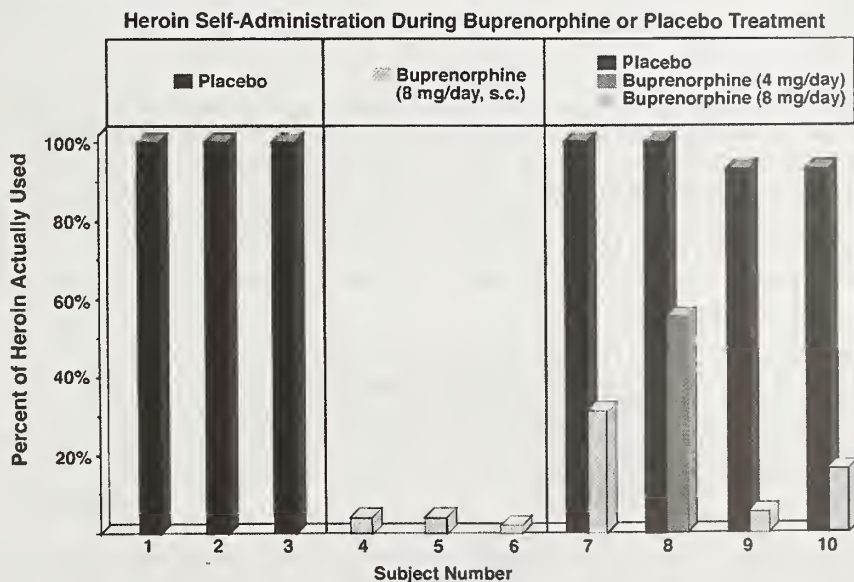 Heroin Self-Administration During Buprenorphine or Placebo Treatment
Placebo
Buprenorphine
(8 mg/day, s.c.)
Placebo
Buprenorphine (4 mg/day)
Buprenorphine (8 mg/day)
Percent of Heroin Actually Used
100%
80%
60%
40%
20%
1 2 3 4 5 6 7 8 9 10
Subject Number